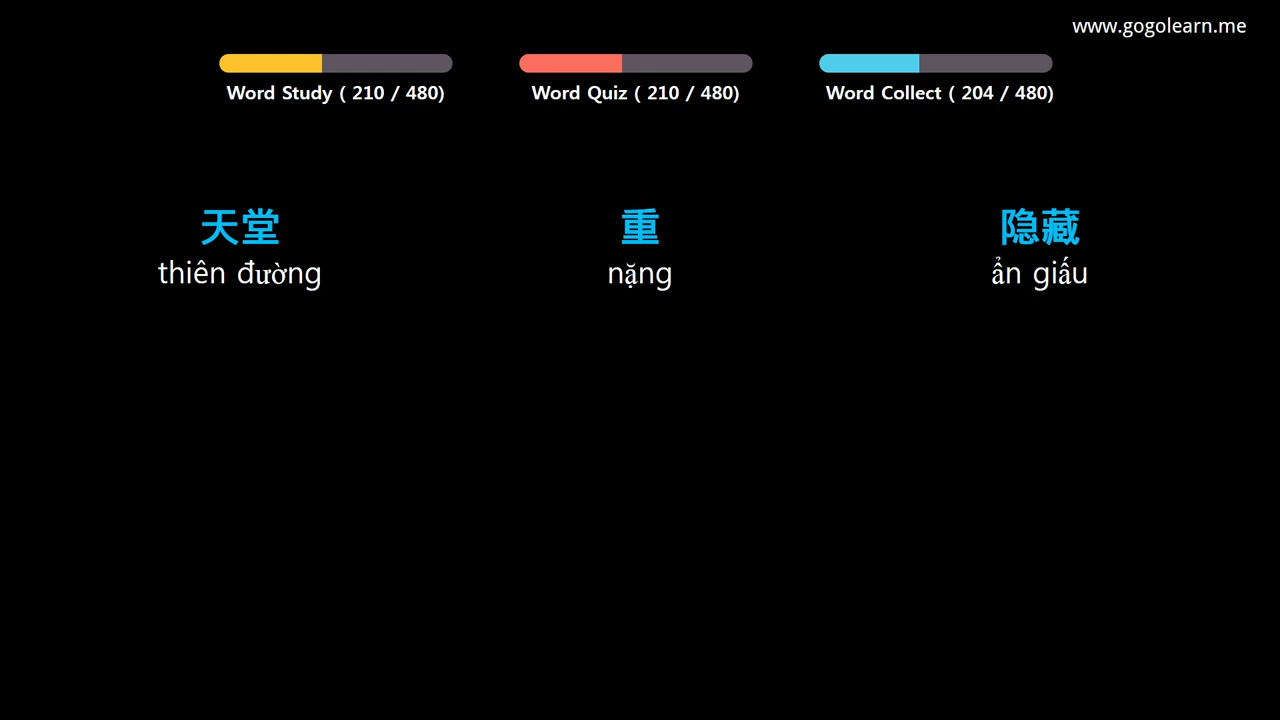 www.gogolearn.me
Word Study ( 210 / 480)
Word Quiz ( 210 / 480)
Word Collect ( 204 / 480)
天堂
thiên đường
重
nặng
隐藏
ẩn giấu